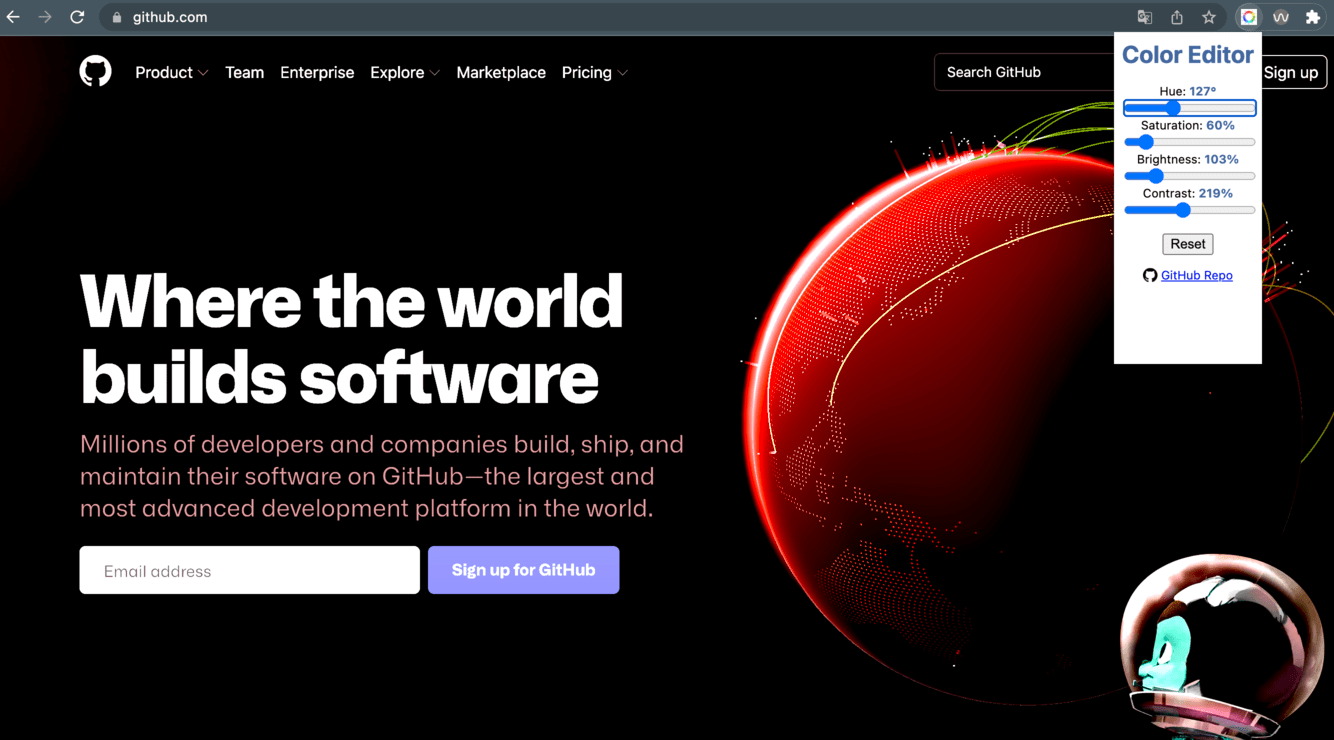 github.com
Product
Team
Enterprise
Explore
Marketplace
Pricing
Search GitHub
Sign up
Color Editor
Hue: 127°
Saturation: 60%
Brightness: 103%
Contrast: 219%
Reset
GitHub Repo
Where the world
builds software
Millions of developers and companies build, ship, and
maintain their software on GitHub—the largest and
most advanced development platform in the world.
Email address
Sign up for GitHub